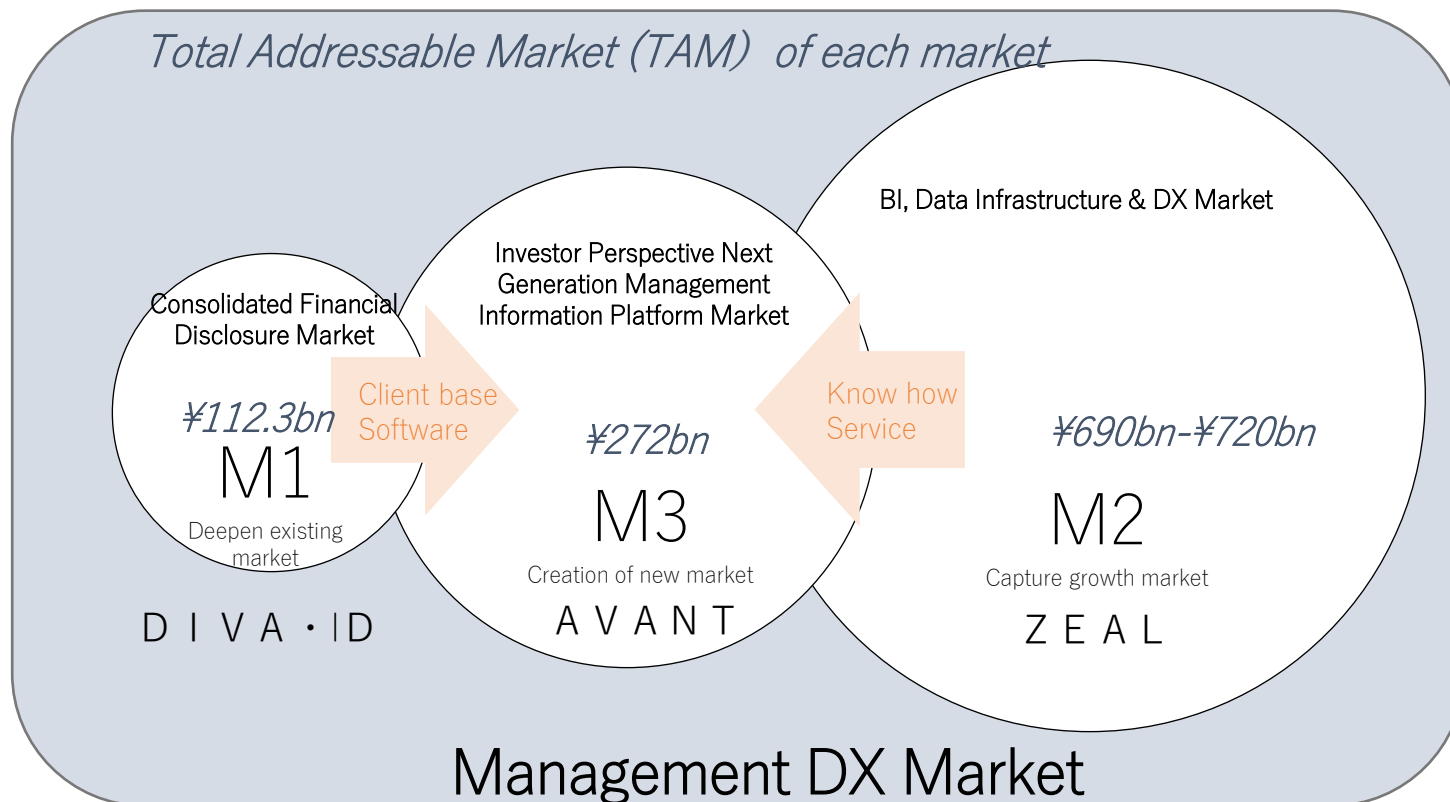 Total Addressable Market (TAM) of each market
Consolidated Financial
Disclosure Market
¥112.3bn
M1
Deepen existing
market
DIVA・ID
Client base
Software
Investor Perspective Next
Generation Management
Information Platform Market
¥272bn
M3
Creation of new market
AVANT
Know how
Service
BI, Data Infrastructure & DX Market
¥690bn-¥720bn
M2
Capture growth market
ZEAL
Management DX Market